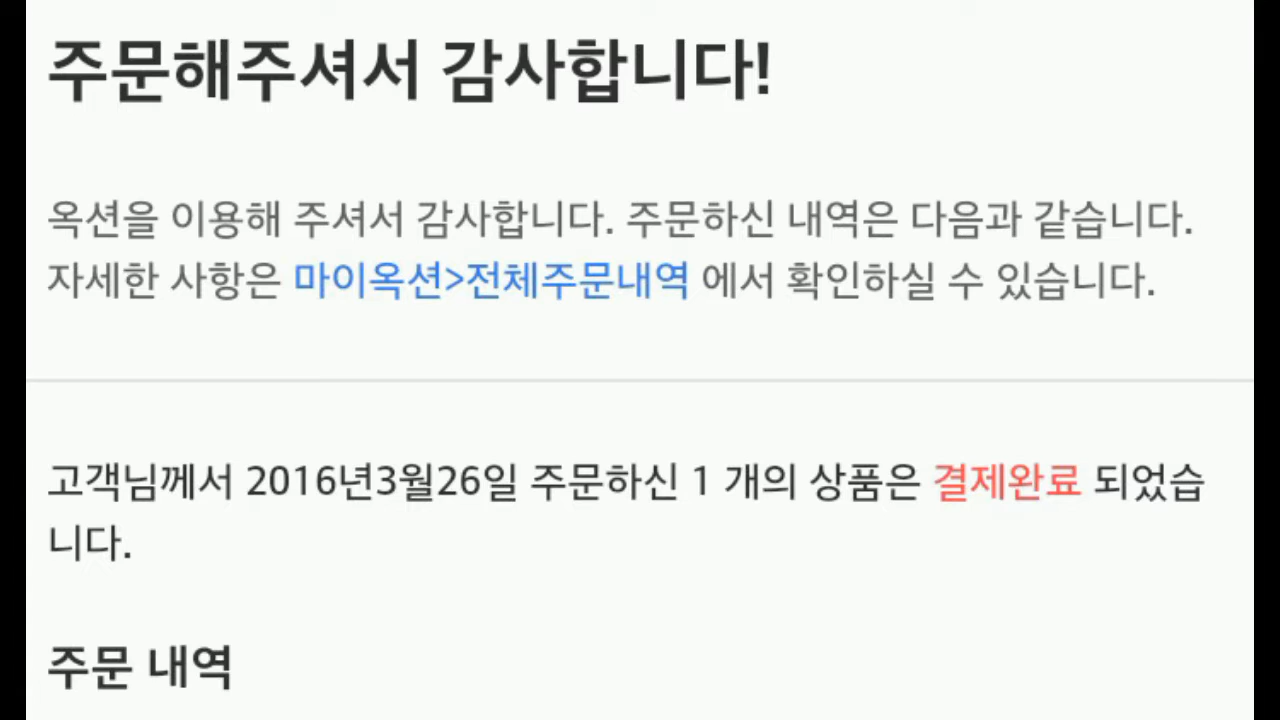 주문해주셔서 감사합니다!
옥션을 이용해 주셔서 감사합니다. 주문하신 내역은 다음과 같습니다.
자세한 사항은 마이옥션>전체주문내역 에서 확인하실 수 있습니다.
고객님께서 2016년3월26일 주문하신 1 개의 상품은 결제완료 되었습
니다.
주문 내역